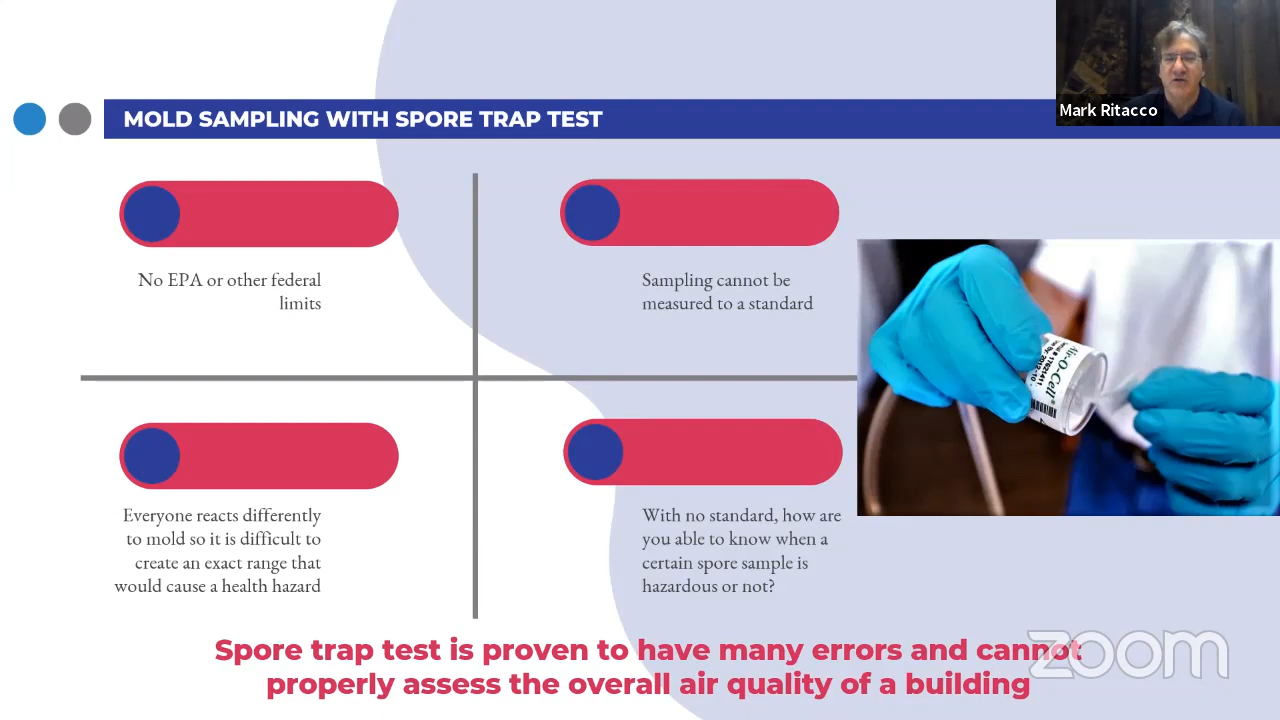 MOLD SAMPLING WITH SPORE TRAP TEST
Mark Ritacco
No EPA or other federal
limits
Sampling cannot be
measured to a standard
Air-O-Cell
Everyone reacts differently
to mold so it is difficult to
create an exact range that
would cause a health hazard
With no standard, how are
you able to know when a
certain spore sample is
hazardous or not?
Spore trap test is proven to have many errors and cannot
properly assess the overall air quality of a building
zoom